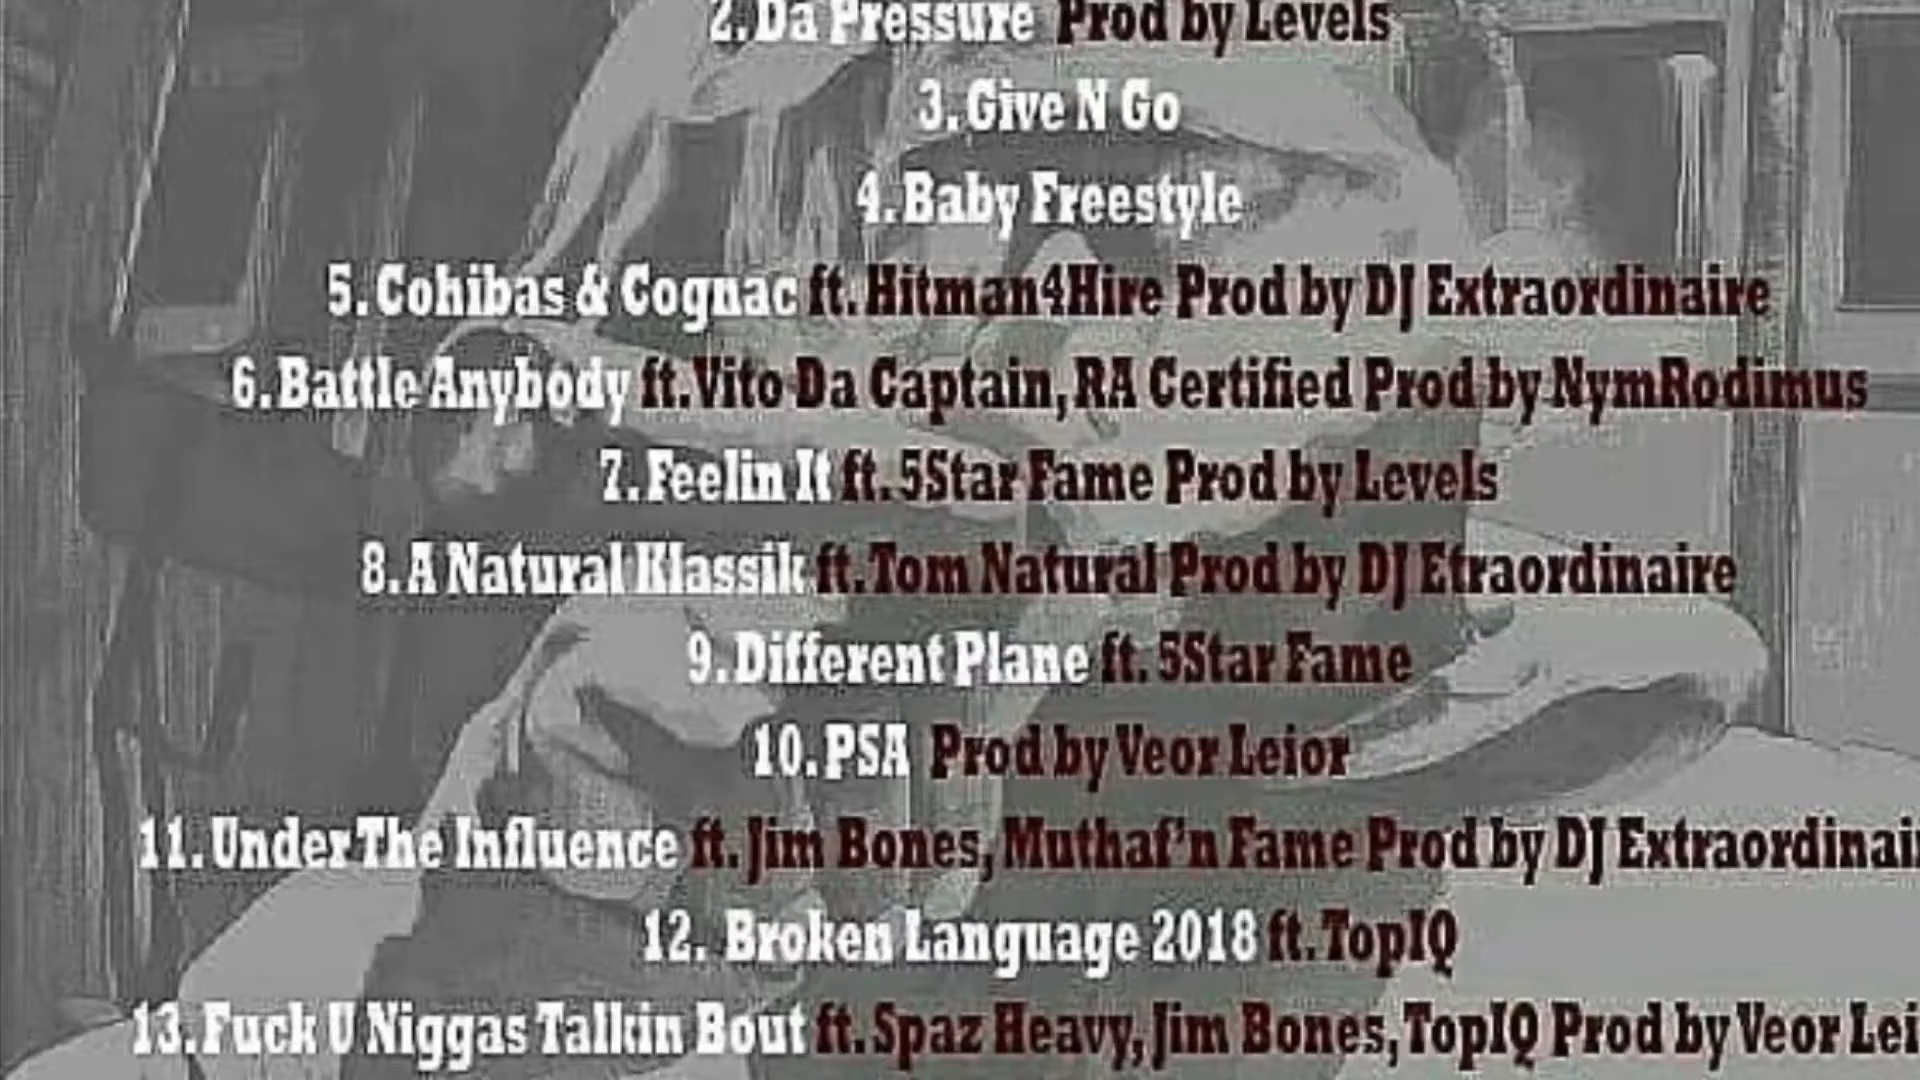 2. Da Pressure Prod by Levels
3. Give N Go
4. Baby Freestyle
5. Cohibas & Cognac ft. Hitman4Hire Prod by DJ Extraordinaire
6. Battle Anybody ft. Vito Da Captain, RA Certified Prod by NymRodimus
7. Feelin It ft. 5Star Fame Prod by Levels
8. A Natural Klassik ft. Tom Natural Prod by DJ Etraordinaire
9. Different Plane ft. 5Star Fame
10. PSA Prod by Veor Leior
11. Under The Influence ft. Jim Bones, Muthaf'n Fame Prod by DJ Extraordinai
12. Broken Language 2018 ft. TopIQ
13. Fuck U Niggas Talkin Bout ft. Spaz Heavy, Jim Bones, TopIQ Prod by Veor Lei